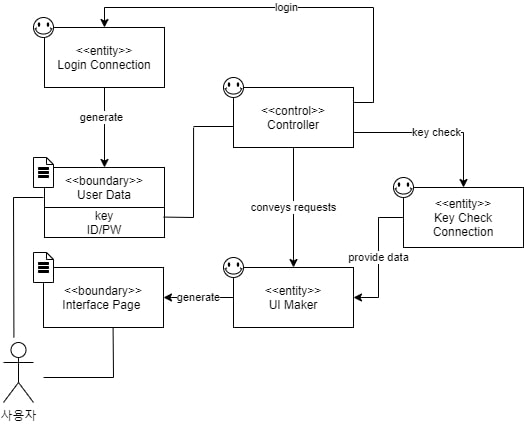 login
<<entity>>
Login Connection
generate
<<control>>
Controller
key check
<<boundary>>
User Data
key
ID/PW
conveys requests
<<entity>>
Key Check
Connection
provide data
<<boundary>>
Interface Page
generate
<<entity>>
UI Maker
사용자